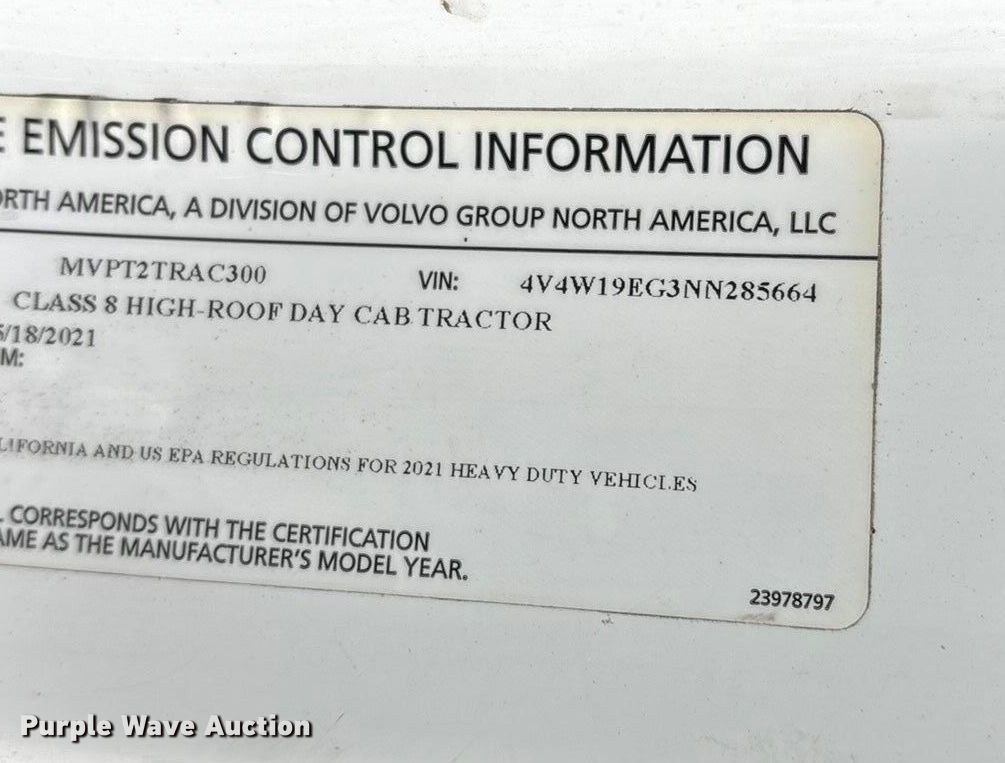 E EMISSION CONTROL INFORMATION
ORTH AMERICA, A DIVISION OF VOLVO GROUP NORTH AMERICA, LLC
MVPT2TRAC300 VIN: 4V4W19EG3NN285664
CLASS 8 HIGH-ROOF DAY CAB TRACTOR
/18/2021
M:
LIFORNIA AND US EPA REGULATIONS FOR 2021 HEAVY DUTY VEHICLES
L CORRESPONDS WITH THE CERTIFICATION
AME AS THE MANUFACTURER'S MODEL YEAR.
23978797
Purple Wave Auction